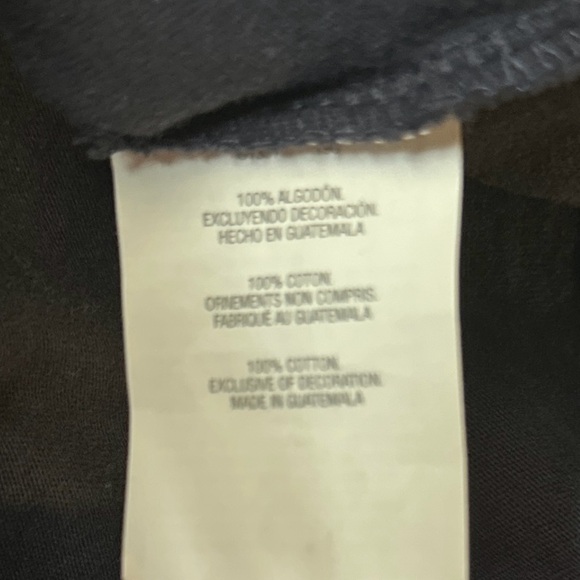 100% ALGODÓN.
EXCLUYENDO DECORACIÓN.
HECHO EN GUATEMALA
100% COTON.
ORNEMENTS NON COMPRIS.
FABRIQUÉ AU GUATEMALA
100% COTTON.
EXCLUSIVE OF DECORATION.
MADE IN GUATEMALA